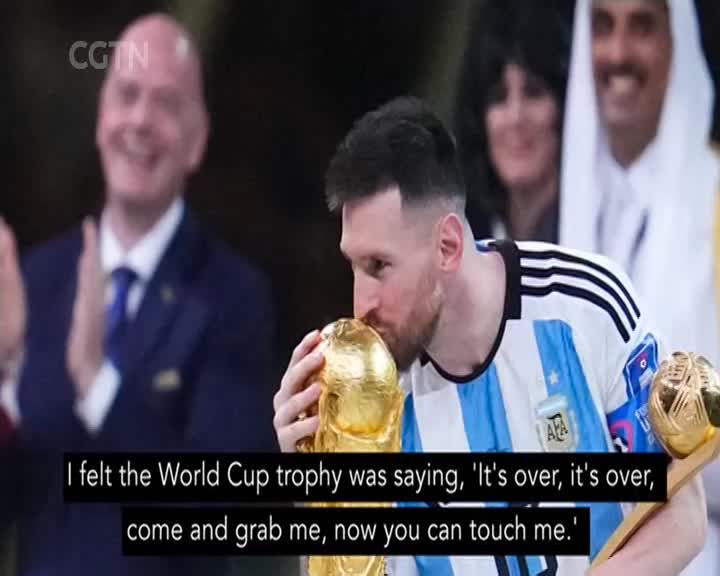 CGTN
I felt the World Cup trophy was saying, 'It's over, it's over,
come and grab me, now you can touch me.'
AFA